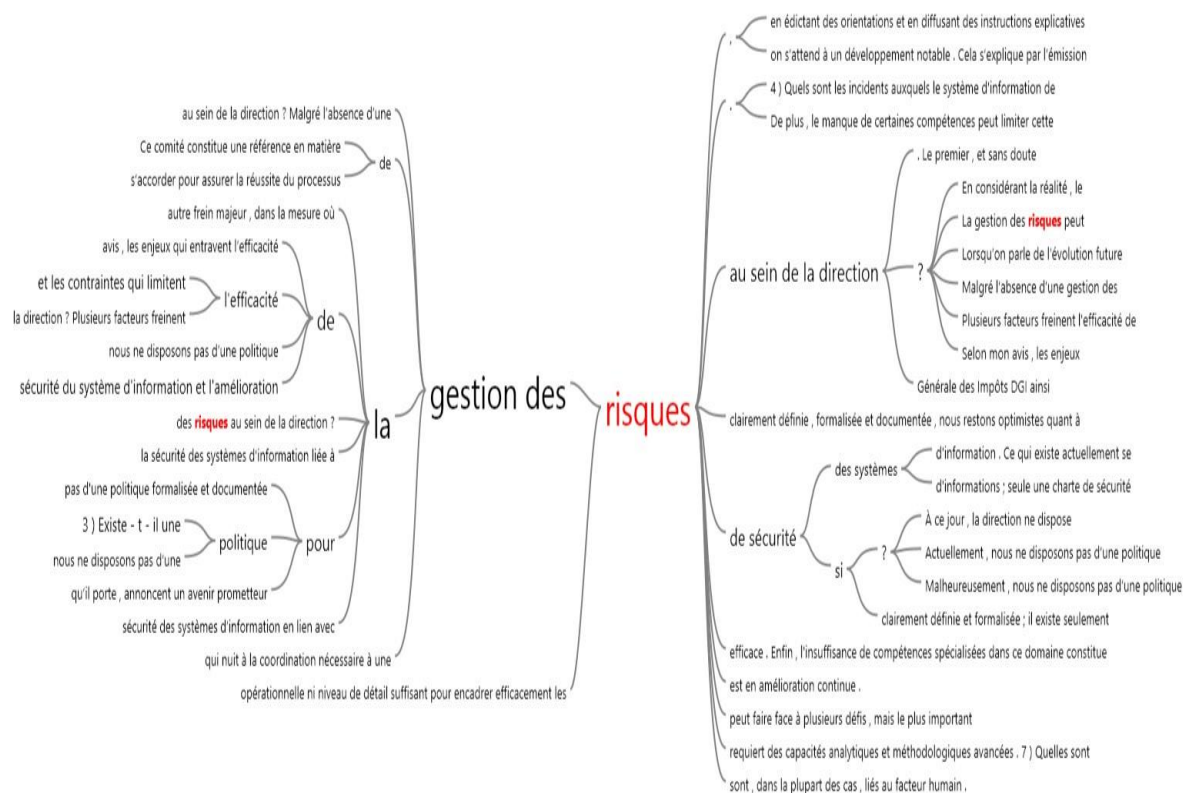 au sein de la direction ? Malgré l'absence d'une
Ce comité constitue une référence en matière
s'accorder pour assurer la réussite du processus
de
autre frein majeur , dans la mesure où
avis , les enjeux qui entravent l'efficacité
et les contraintes qui limitent
la direction ? Plusieurs facteurs freinent
l'efficacité
nous ne disposons pas d'une politique
sécurité du système d'information et l'amélioration
de
des risques au sein de la direction ?
la sécurité des systèmes d'information liée à
pas d'une politique formalisée et documentée
3 ) Existe - t - il une
nous ne disposons pas d'une
politique
qu'il porte , annoncent un avenir prometteur
pour
sécurité des systèmes d'information en lien avec
la
qui nuit à la coordination nécessaire à une
gestion des
opérationnelle ni niveau de détail suffisant pour encadrer efficacement les
risques
.
en édictant des orientations et en diffusant des instructions explicatives
on s'attend à un développement notable . Cela s'explique par l'émission
.
4 ) Quels sont les incidents auxquels le système d'information de
De plus , le manque de certaines compétences peut limiter cette
au sein de la direction
. Le premier , et sans doute
?
En considérant la réalité , le
La gestion des risques peut
Lorsqu'on parle de l'évolution future
Malgré l'absence d'une gestion des
Plusieurs facteurs freinent l'efficacité de
Selon mon avis , les enjeux
Générale des Impôts DGI ainsi
clairement définie , formalisée et documentée , nous restons optimistes quant à
de sécurité
des systèmes
d'information . Ce qui existe actuellement se
d'informations ; seule une charte de sécurité
si
?
À ce jour , la direction ne dispose
Actuellement , nous ne disposons pas d'une politique
Malheureusement , nous ne disposons pas d'une politique
clairement définie et formalisée ; il existe seulement
efficace . Enfin , l'insuffisance de compétences spécialisées dans ce domaine constitue
est en amélioration continue .
peut faire face à plusieurs défis , mais le plus important
requiert des capacités analytiques et méthodologiques avancées . 7 ) Quelles sont
sont , dans la plupart des cas , liés au facteur humain .